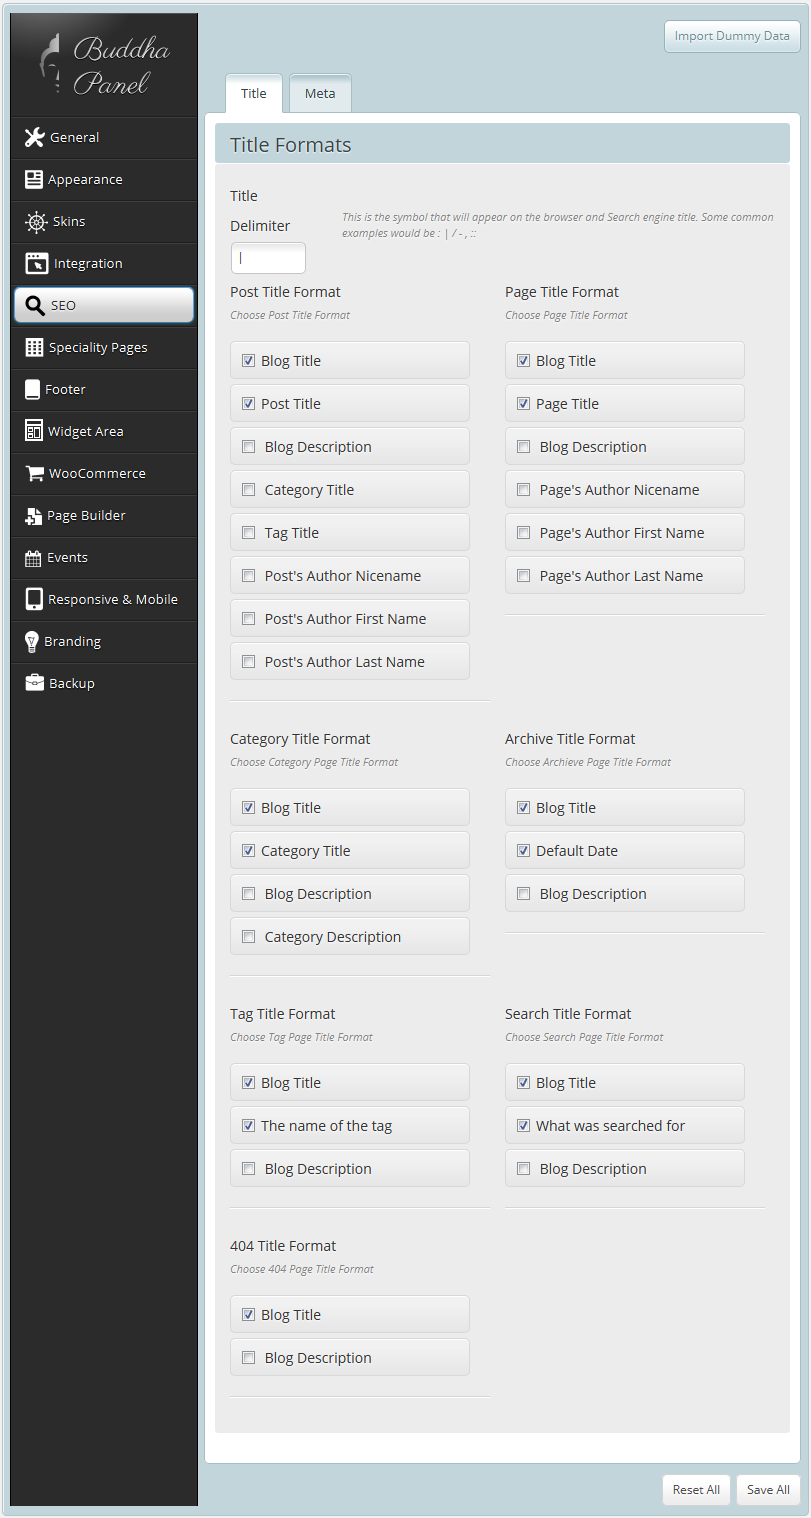 Buddha
Panel
Import Dummy Data
Title
Meta
General
Appearance
Skins
Integration
SEO
Speciality Pages
Footer
Widget Area
WooCommerce
Page Builder
Events
Responsive & Mobile
Branding
Backup
Title Formats
Title
Delimiter
This is the symbol that will appear on the browser and Search engine title. Some common
examples would be : | / - , ::
|
Post Title Format
Choose Post Title Format
Blog Title
Post Title
Blog Description
Category Title
Tag Title
Post's Author Nicename
Post's Author First Name
Post's Author Last Name
Page Title Format
Choose Page Title Format
Blog Title
Page Title
Blog Description
Page's Author Nicename
Page's Author First Name
Page's Author Last Name
Category Title Format
Choose Category Page Title Format
Blog Title
Category Title
Blog Description
Category Description
Archive Title Format
Choose Archieve Page Title Format
Blog Title
Default Date
Blog Description
Tag Title Format
Choose Tag Page Title Format
Blog Title
The name of the tag
Blog Description
Search Title Format
Choose Search Page Title Format
Blog Title
What was searched for
Blog Description
404 Title Format
Choose 404 Page Title Format
Blog Title
Blog Description
Reset All
Save All